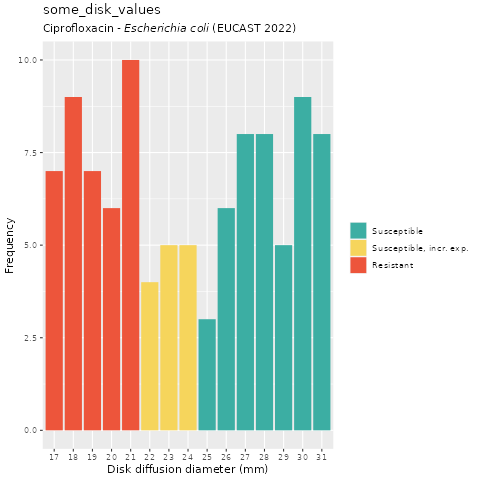 some_disk_values
Ciprofloxacin - Escherichia coli (EUCAST 2022)
10.0
7.5
5.0
2.5
0.0
Frequency
17 18 19 20 21 22 23 24 25 26 27 28 29 30 31
Disk diffusion diameter (mm)
Susceptible
Susceptible, incr. exp.
Resistant